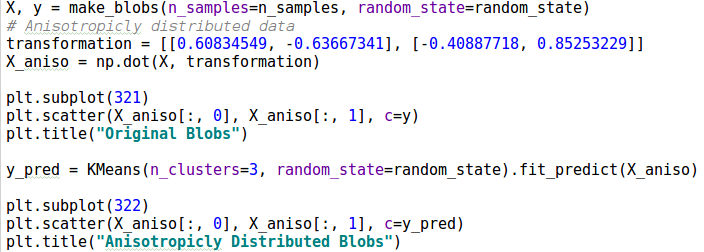 X, y = make_blobs(n_samples=n_samples, random_state=random_state)
# Anisotropicly distributed data
transformation = [[0.60834549, -0.63667341], [-0.40887718, 0.85253229]]
X_aniso = np.dot(X, transformation)
plt.subplot(321)
plt.scatter(X_aniso[:, 0], X_aniso[:, 1], c=y)
plt.title("Original Blobs")
y_pred = KMeans(n_clusters=3, random_state=random_state).fit_predict(X_aniso)
plt.subplot(322)
plt.scatter(X_aniso[:, 0], X_aniso[:, 1], c=y_pred)
plt.title("Anisotropicly Distributed Blobs")